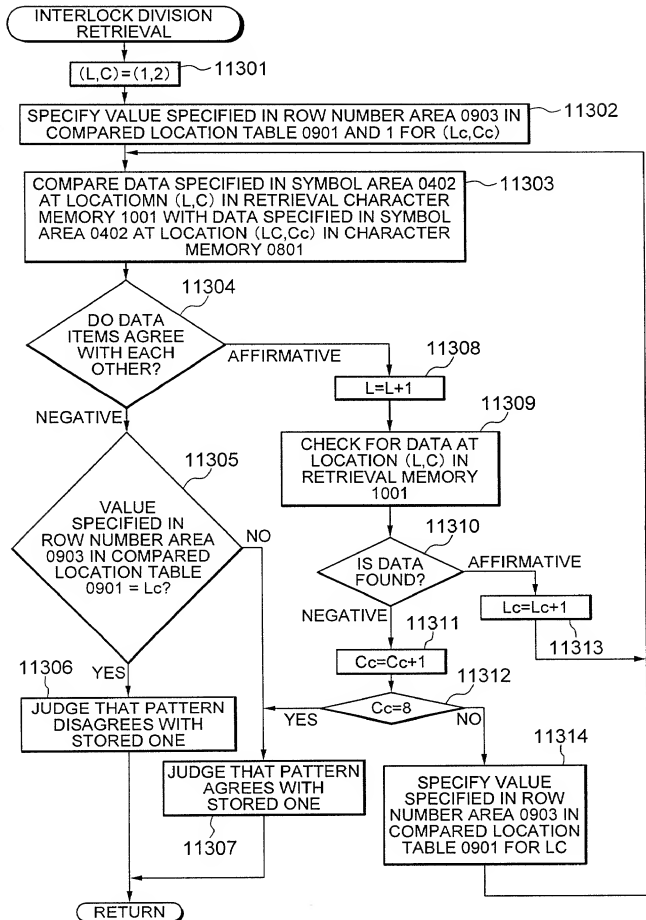 INTERLOCK DIVISION
RETRIEVAL
(L,C)=(1,2)
11301
SPECIFY VALUE SPECIFIED IN ROW NUMBER AREA 0903 IN
COMPARED LOCATION TABLE 0901 AND 1 FOR (Lc,Cc)
11302
COMPARE DATA SPECIFIED IN SYMBOL AREA 0402
AT LOCATIOMN (L,C) IN RETRIEVAL CHARACTER
MEMORY 1001 WITH DATA SPECIFIED IN SYMBOL
AREA 0402 AT LOCATION (LC,Cc) IN CHARACTER
MEMORY 0801
11303
11304
DO DATA
ITEMS AGREE
WITH EACH
OTHER?
AFFIRMATIVE
NEGATIVE
11308
L=L+1
11309
CHECK FOR DATA AT
LOCATION (L,C) IN
RETRIEVAL MEMORY
1001
11305
VALUE
SPECIFIED IN
ROW NUMBER AREA
0903 IN COMPARED
LOCATION TABLE
0901 = Lc?
NO
YES
11310
IS DATA
FOUND?
AFFIRMATIVE
NEGATIVE
Lc=Lc+1
11313
11311
Cc=Cc+1
11312
Cc=8
YES
NO
11306
JUDGE THAT PATTERN
DISAGREES WITH
STORED ONE
JUDGE THAT PATTERN
AGREES WITH
STORED ONE
11307
11314
SPECIFY VALUE
SPECIFIED IN ROW
NUMBER AREA 0903 IN
COMPARED LOCATION
TABLE 0901 FOR LC
RETURN